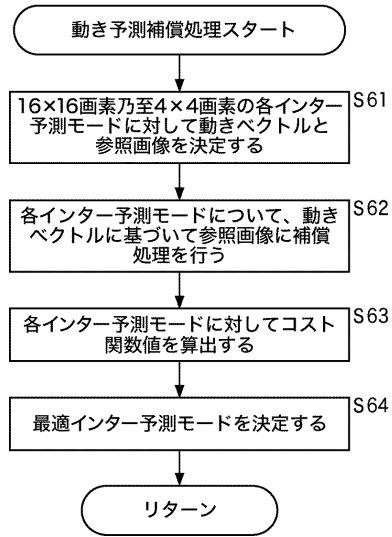 動き予測補償処理スタート
S61
16×16画素乃至4×4画素の各インター
予測モードに対して動きベクトルと
参照画像を決定する
S62
各インター予測モードについて、動き
ベクトルに基づいて参照画像に補償
処理を行う
S63
各インター予測モードに対してコスト
関数値を算出する
S64
最適インター予測モードを決定する
リターン